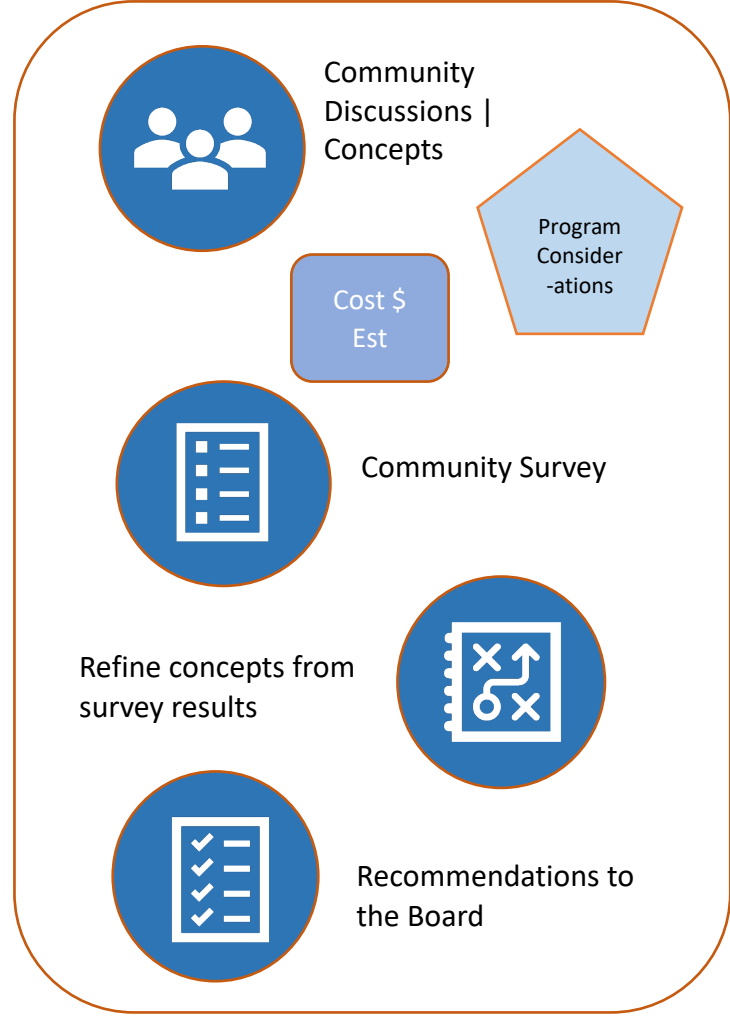 Community
Discussions |
Concepts
Program
Consider
-ations
Cost $
Est
Community Survey
Refine concepts from
survey results
Recommendations to
the Board